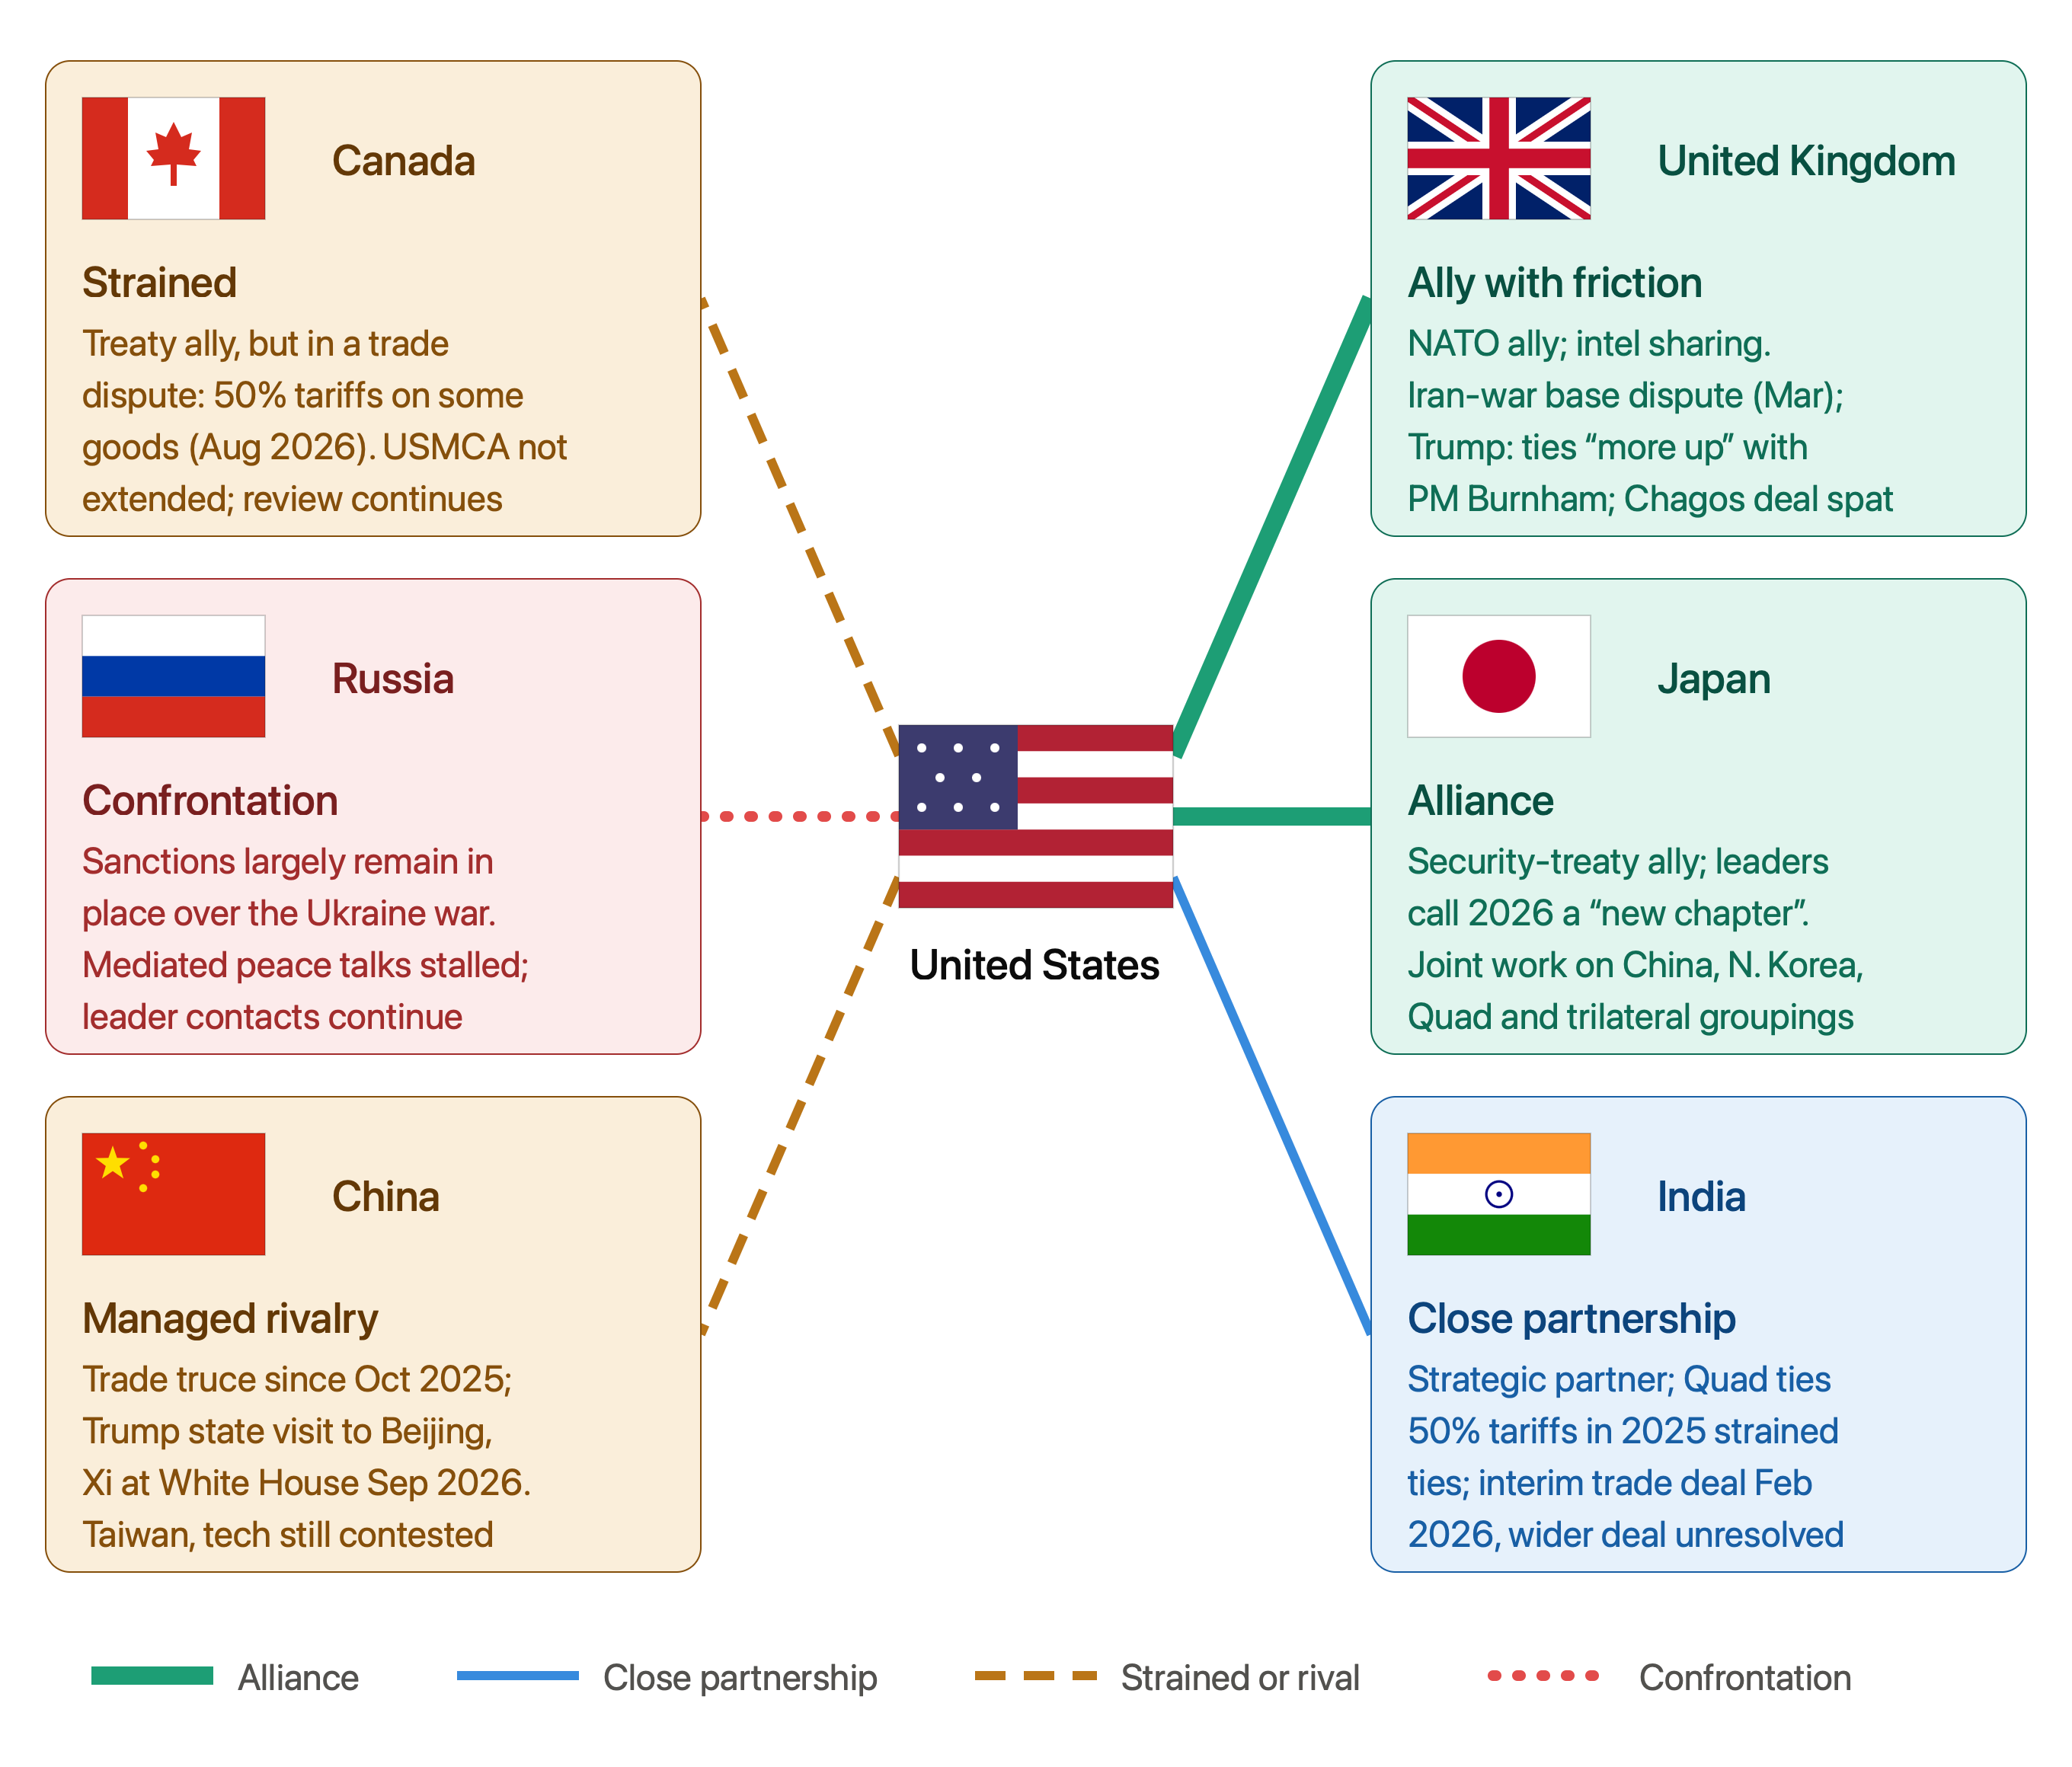 Canada
Strained
Treaty ally, but in a trade
dispute: 50% tariffs on some
goods (Aug 2026). USMCA not
extended; review continues
Russia
Confrontation
Sanctions largely remain in
place over the Ukraine war.
Mediated peace talks stalled;
leader contacts continue
China
Managed rivalry
Trade truce since Oct 2025;
Trump state visit to Beijing,
Xi at White House Sep 2026.
Taiwan, tech still contested
United States
United Kingdom
Ally with friction
NATO ally; intel sharing.
Iran-war base dispute (Mar);
Trump: ties “more up” with
PM Burnham; Chagos deal spat
Japan
Alliance
Security-treaty ally; leaders
call 2026 a “new chapter”.
Joint work on China, N. Korea,
Quad and trilateral groupings
India
Close partnership
Strategic partner; Quad ties
50% tariffs in 2025 strained
ties; interim trade deal Feb
2026, wider deal unresolved
Alliance
Close partnership
Strained or rival
Confrontation